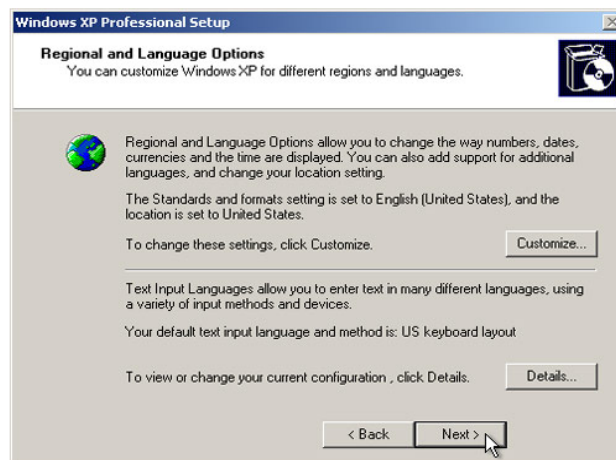 Windows XP Professional Setup
Regional and Language Options
You can customize Windows XP for different regions and languages.
Regional and Language Options allow you to change the way numbers, dates,
currencies and the time are displayed. You can also add support for additional
languages, and change your location setting.
The Standards and formats setting is set to English (United States), and the
location is set to United States.
To change these settings, click Customize.
Customize...
Text Input Languages allow you to enter text in many different languages, using
a variety of input methods and devices.
Your default text input language and method is: US keyboard layout
To view or change your current configuration , click Details.
Details...
< Back
Next >